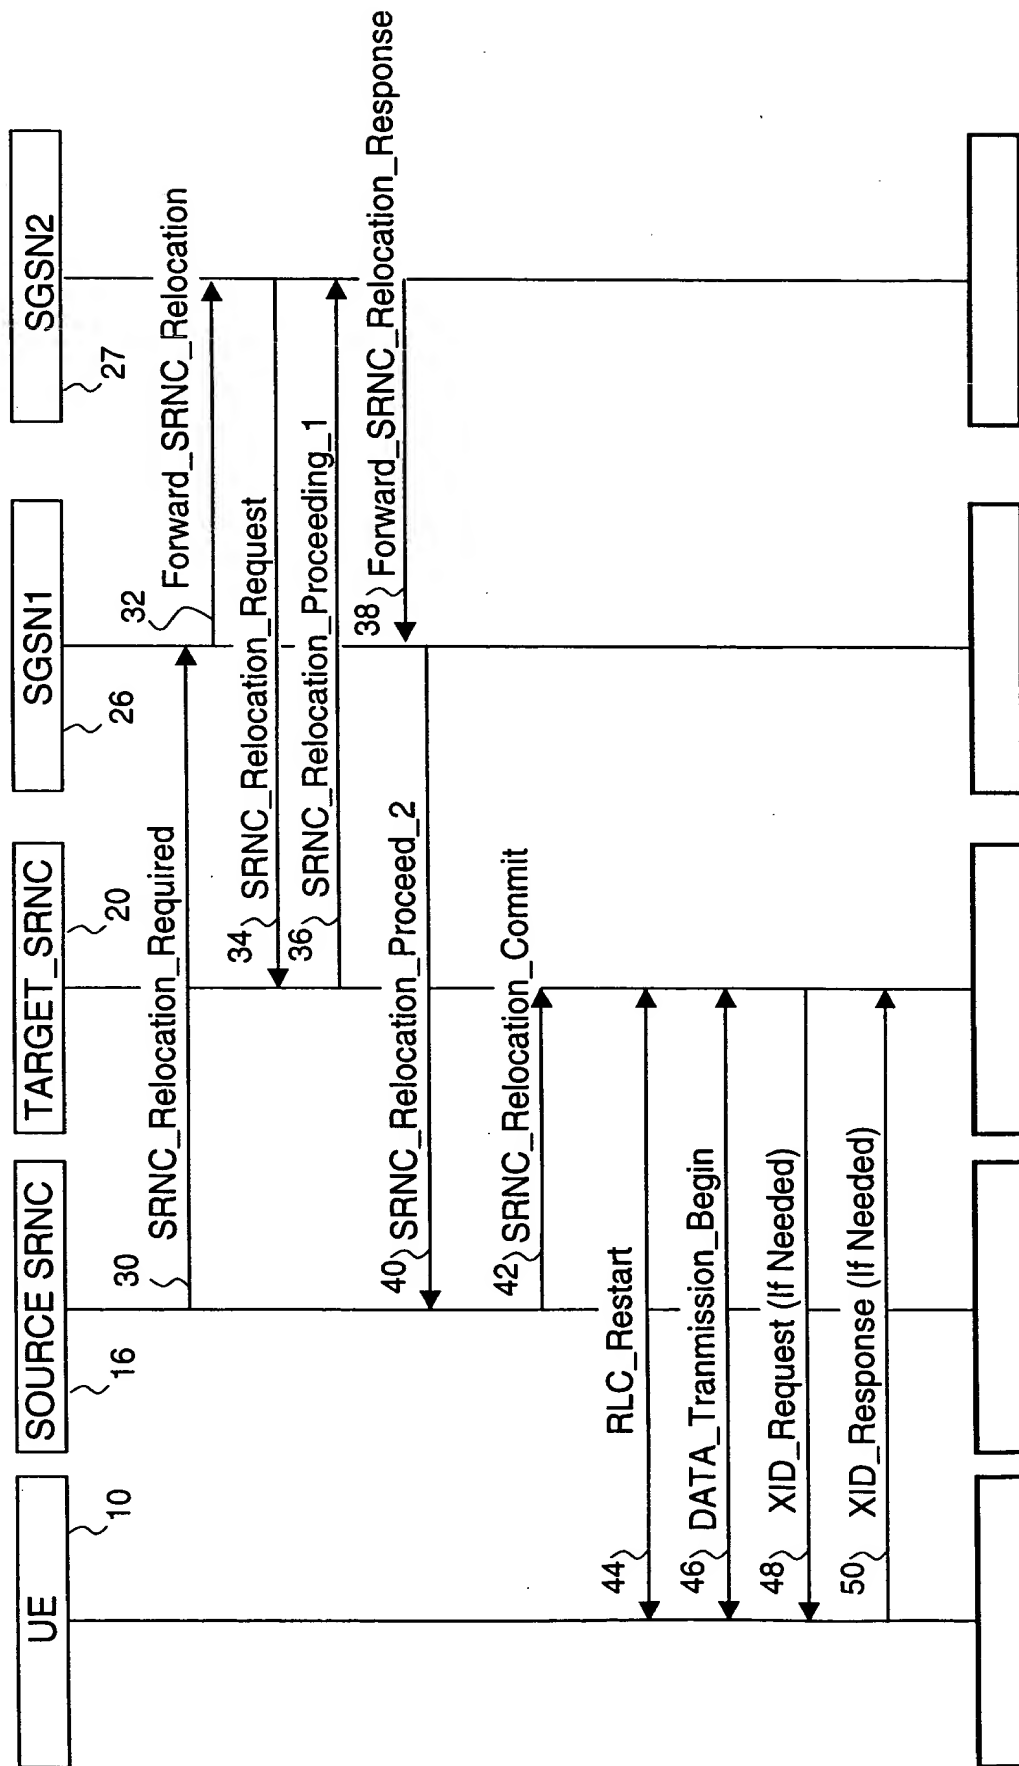 UE
10
SOURCE SRNC
16
TARGET_SRNC
20
SGSN1
26
SGSN2
27
30
SRNC_Relocation_Required
32
Forward_SRNC_Relocation
34
SRNC_Relocation_Request
36
SRNC_Relocation_Proceeding_1
38
Forward_SRNC_Relocation_Response
40
SRNC_Relocation_Proceed_2
42
SRNC_Relocation_Commit
44
RLC_Restart
46
DATA_Tranmission_Begin
48
XID_Request (If Needed)
50
XID_Response (If Needed)